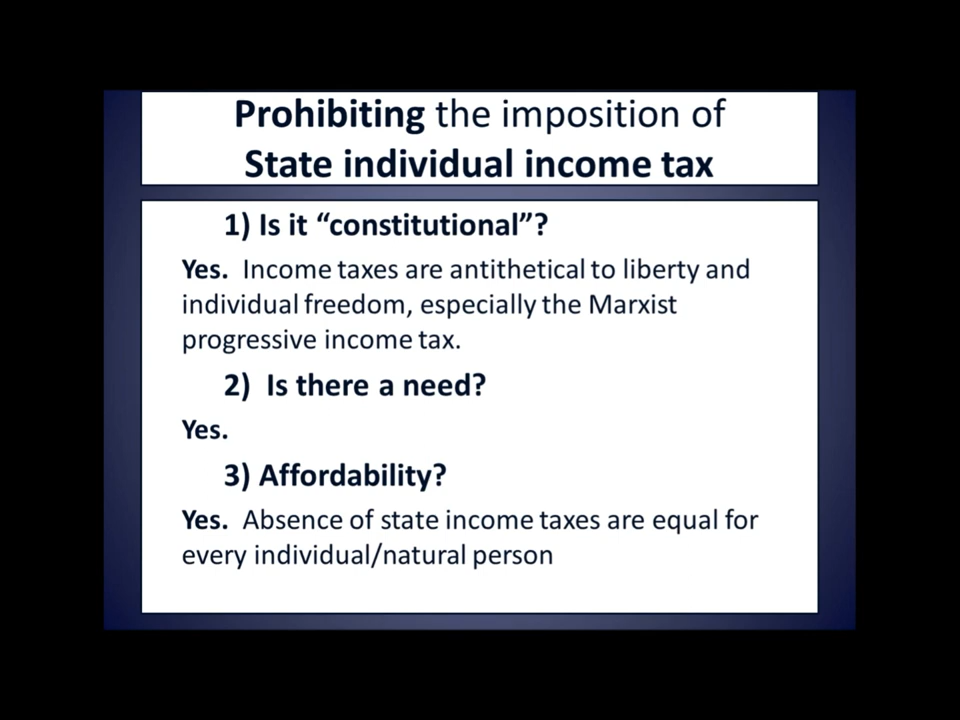 Prohibiting the imposition of
State individual income tax
1) Is it “constitutional”?
Yes. Income taxes are antithetical to liberty and
individual freedom, especially the Marxist
progressive income tax.
2) Is there a need?
Yes.
3) Affordability?
Yes. Absence of state income taxes are equal for
every individual/natural person